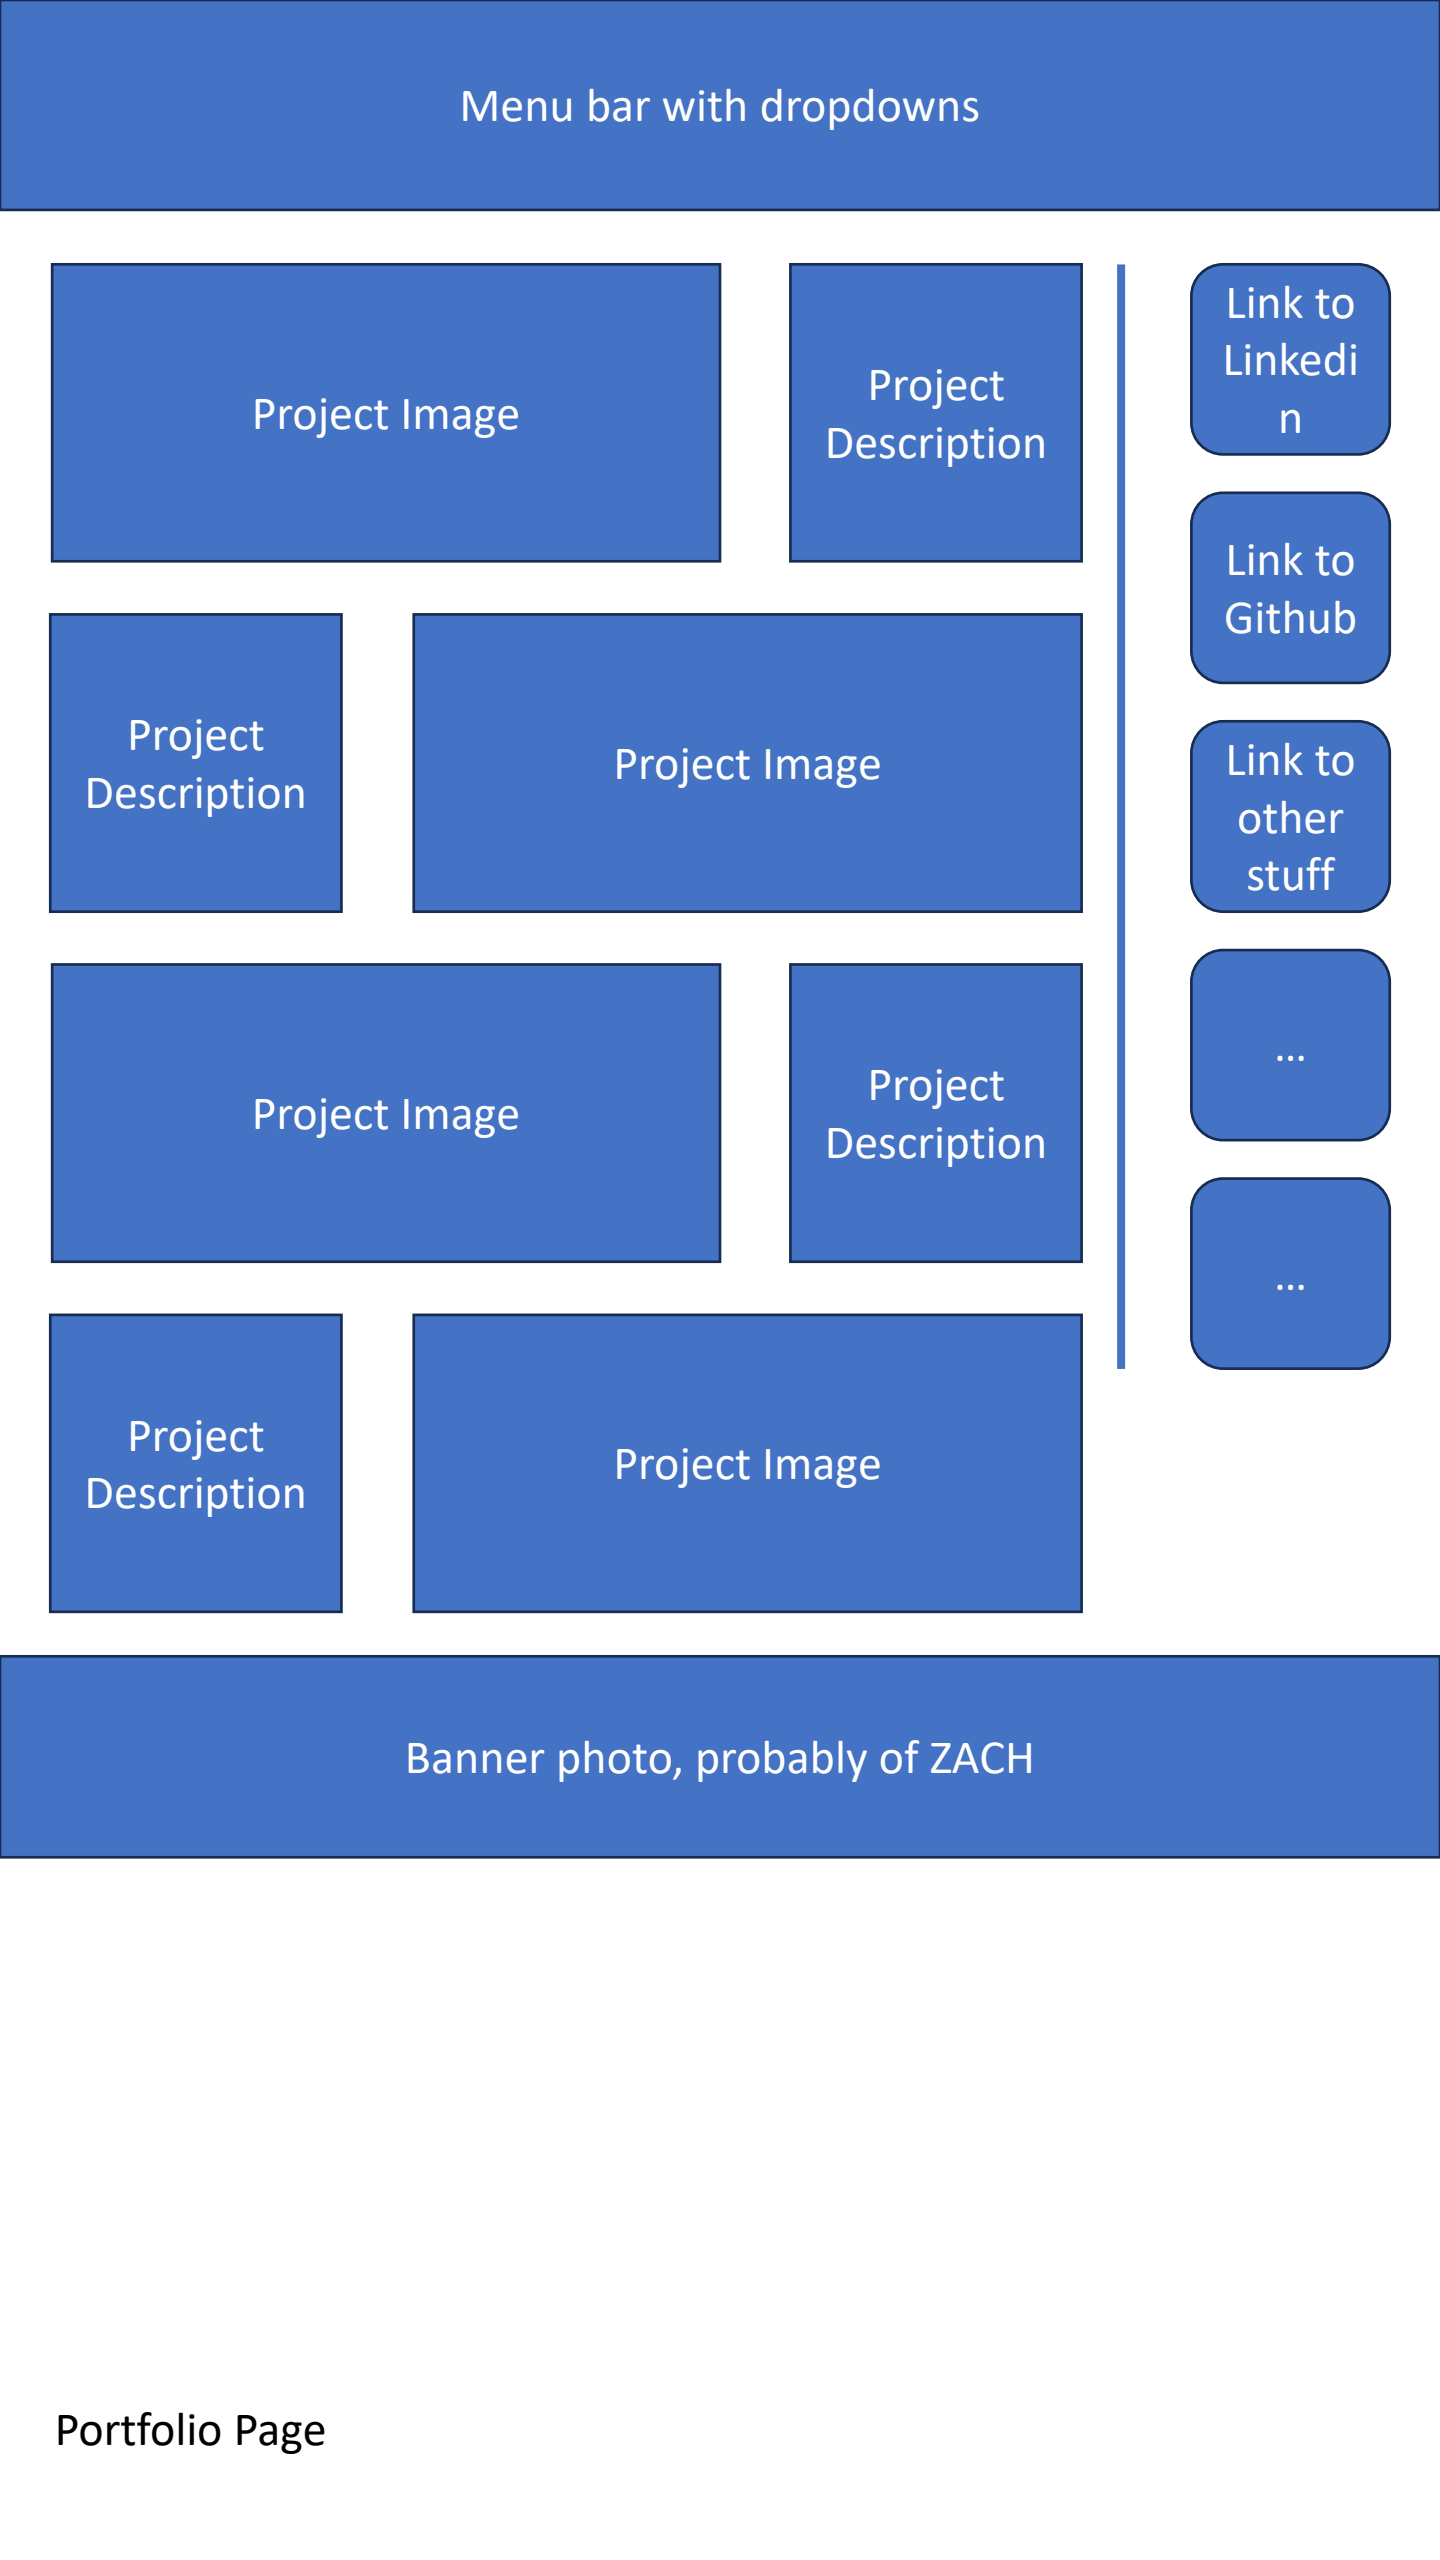 Menu bar with dropdowns
Project Image
Project
Description
Link to
Linkedi
n
Link to
Github
Project
Description
Project Image
Link to
other
stuff
Project Image
Project
Description
...
...
Project
Description
Project Image
Banner photo, probably of ZACH
Portfolio Page